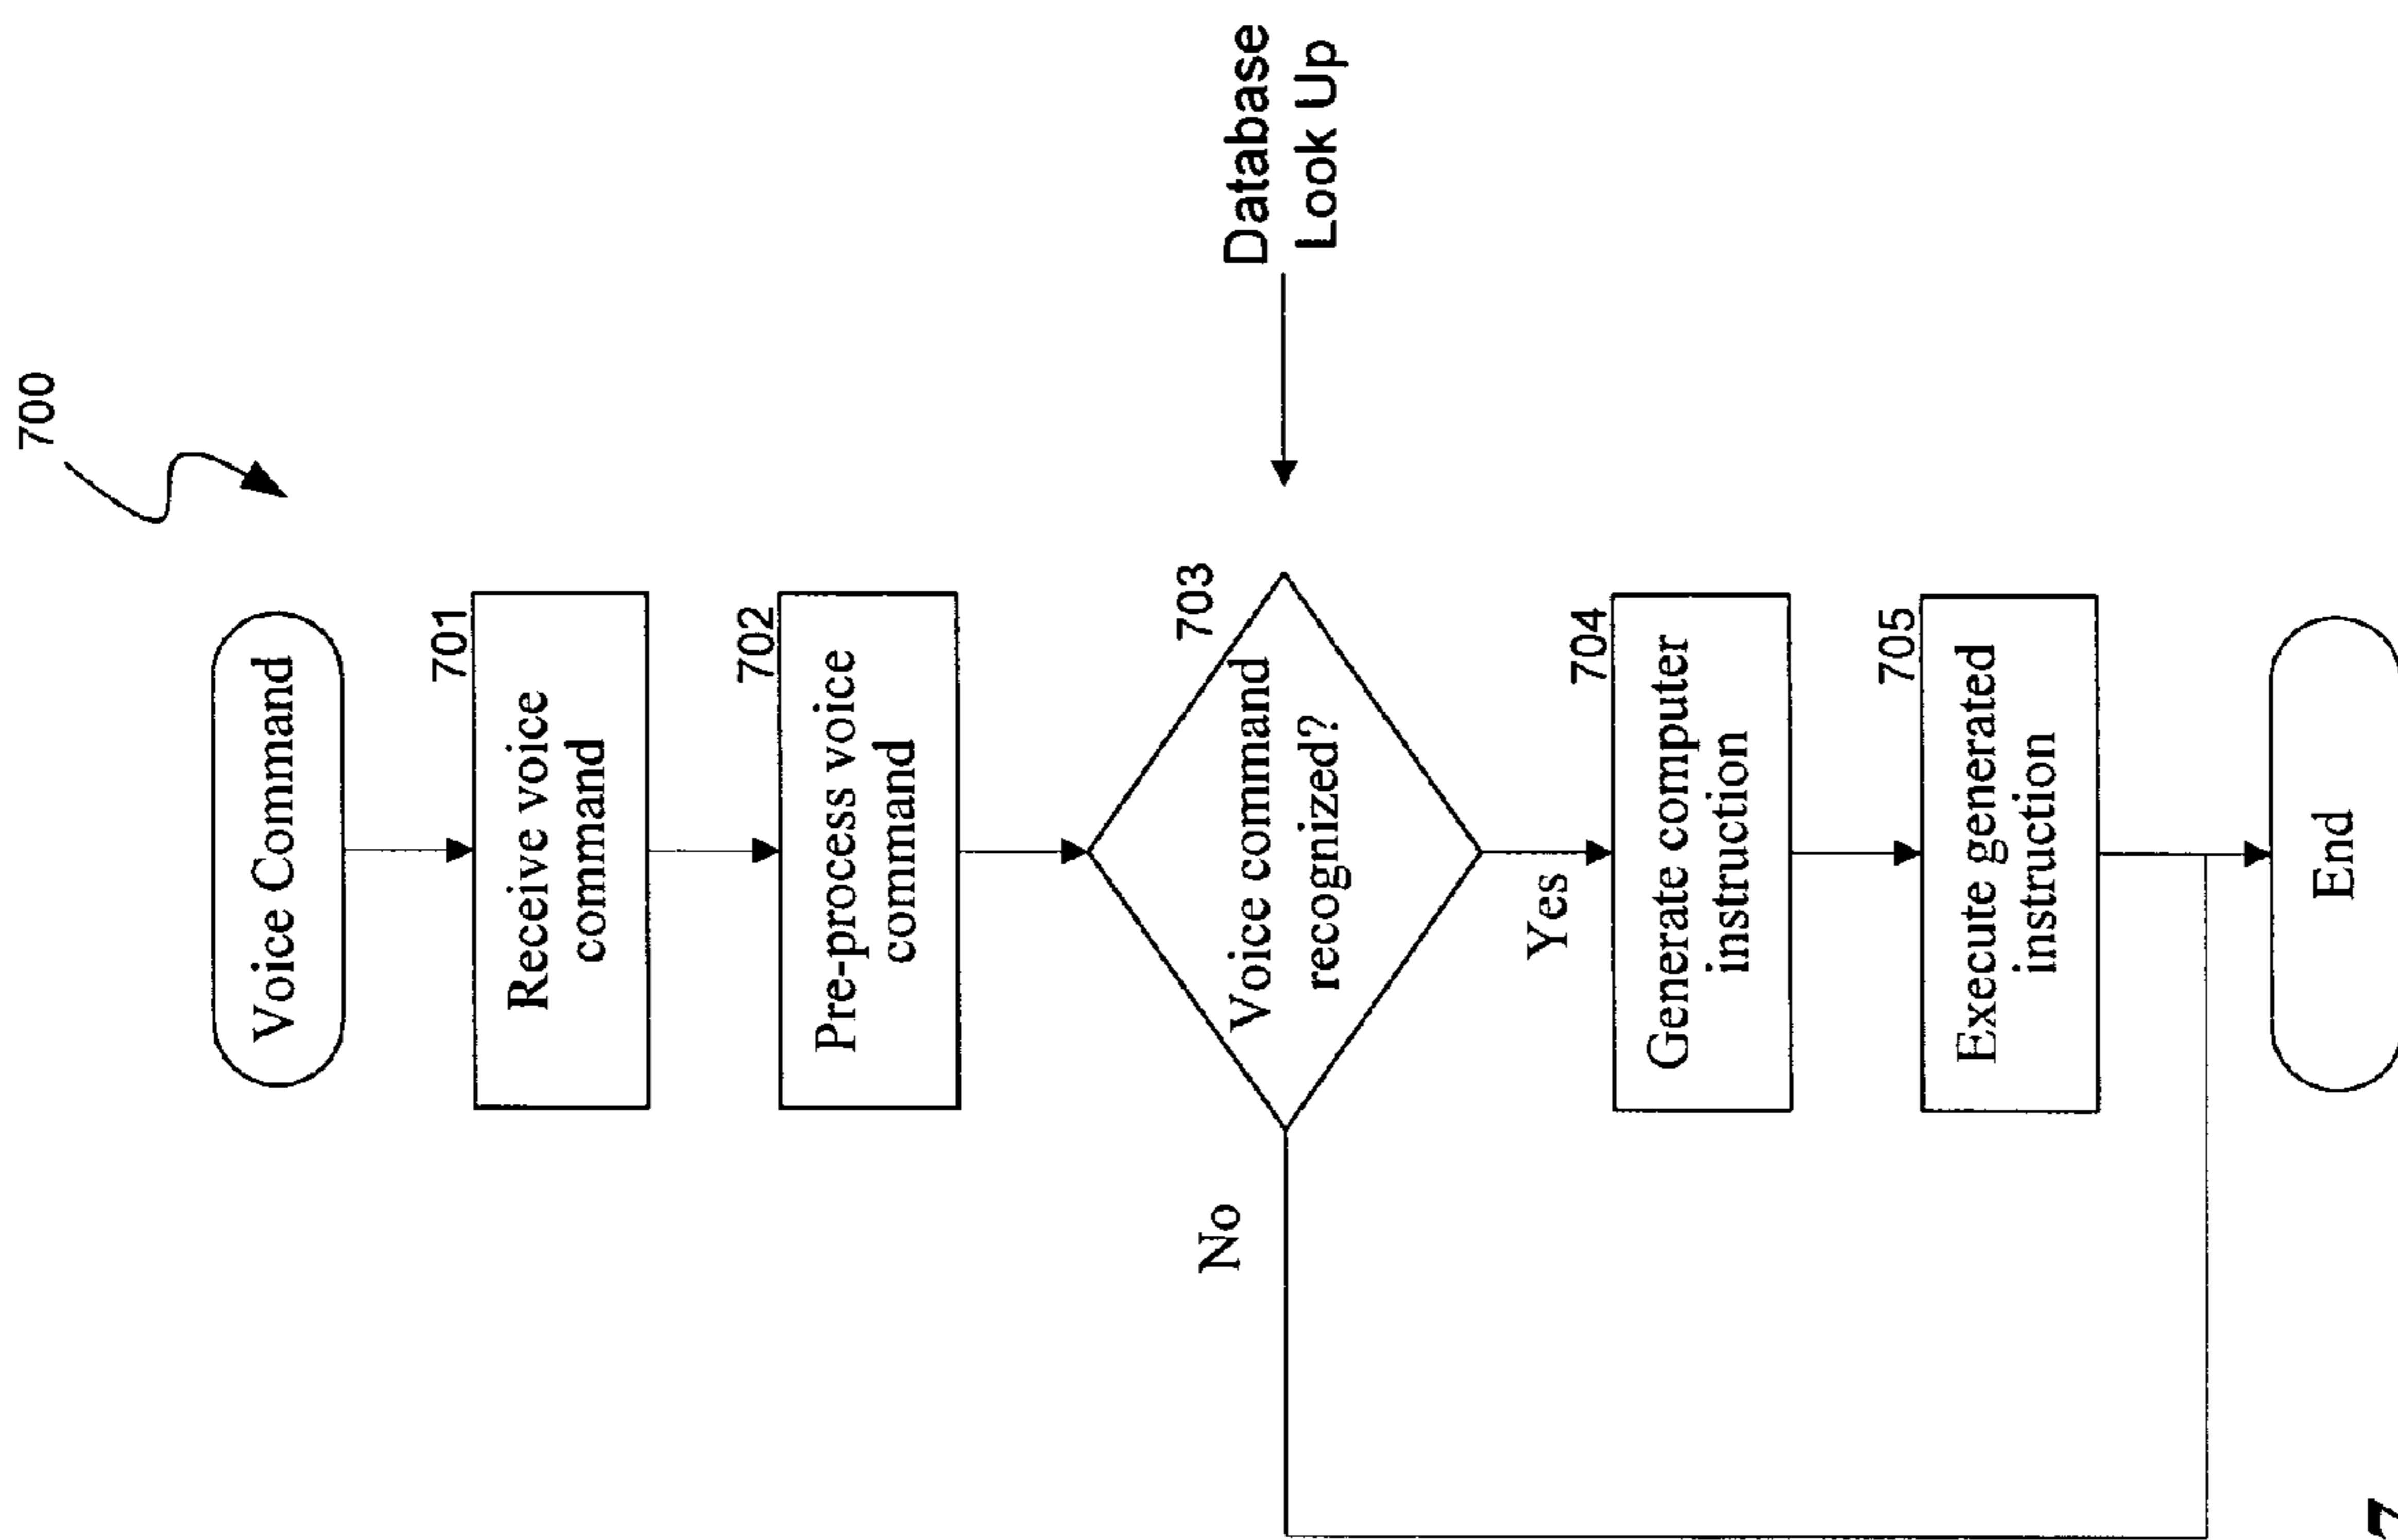 700
Voice Command
701
Receive voice
command
702
Pre-process voice
command
703
Voice command
recognized?
Database
Look Up
No
Yes
704
Generate computer
instruction
705
Execute generated
instruction
End
7